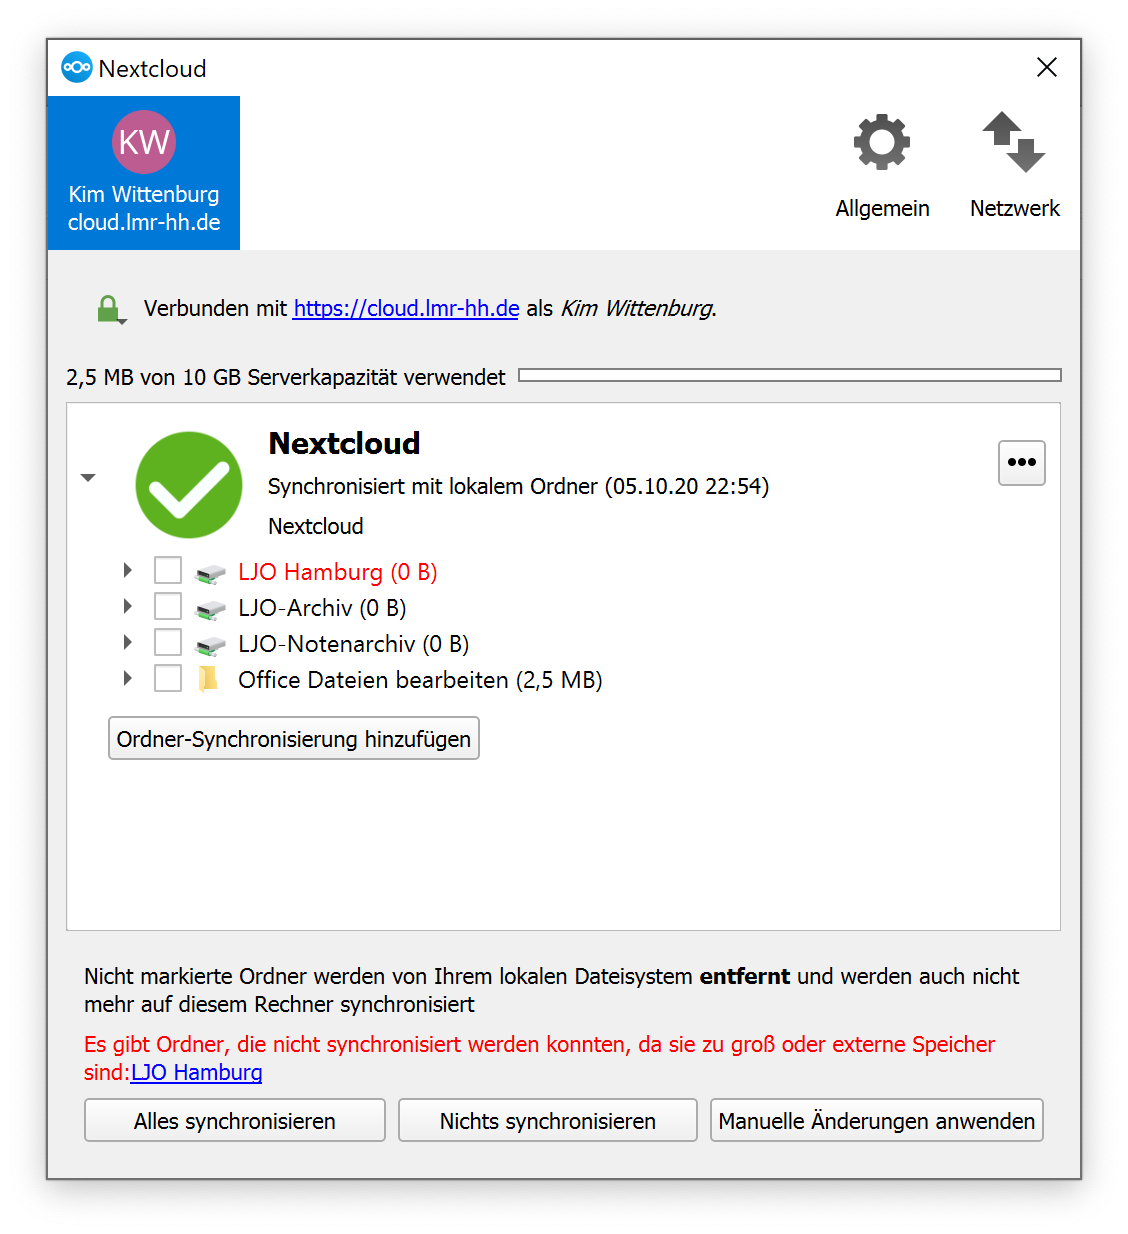 Nextcloud
KW
Kim Wittenburg
cloud.lmr-hh.de
Allgemein
Netzwerk
Verbunden mit https://cloud.lmr-hh.de als Kim Wittenburg.
2,5 MB von 10 GB Serverkapazität verwendet
Nextcloud
Synchronisiert mit lokalem Ordner (05.10.20 22:54)
Nextcloud
LJO Hamburg (0 B)
LJO-Archiv (0 B)
LJO-Notenarchiv (0 B)
Office Dateien bearbeiten (2,5 MB)
Ordner-Synchronisierung hinzufügen
Nicht markierte Ordner werden von Ihrem lokalen Dateisystem entfernt und werden auch nicht
mehr auf diesem Rechner synchronisiert
Es gibt Ordner, die nicht synchronisiert werden konnten, da sie zu groß oder externe Speicher
sind:LJO Hamburg
Alles synchronisieren
Nichts synchronisieren
Manuelle Änderungen anwenden